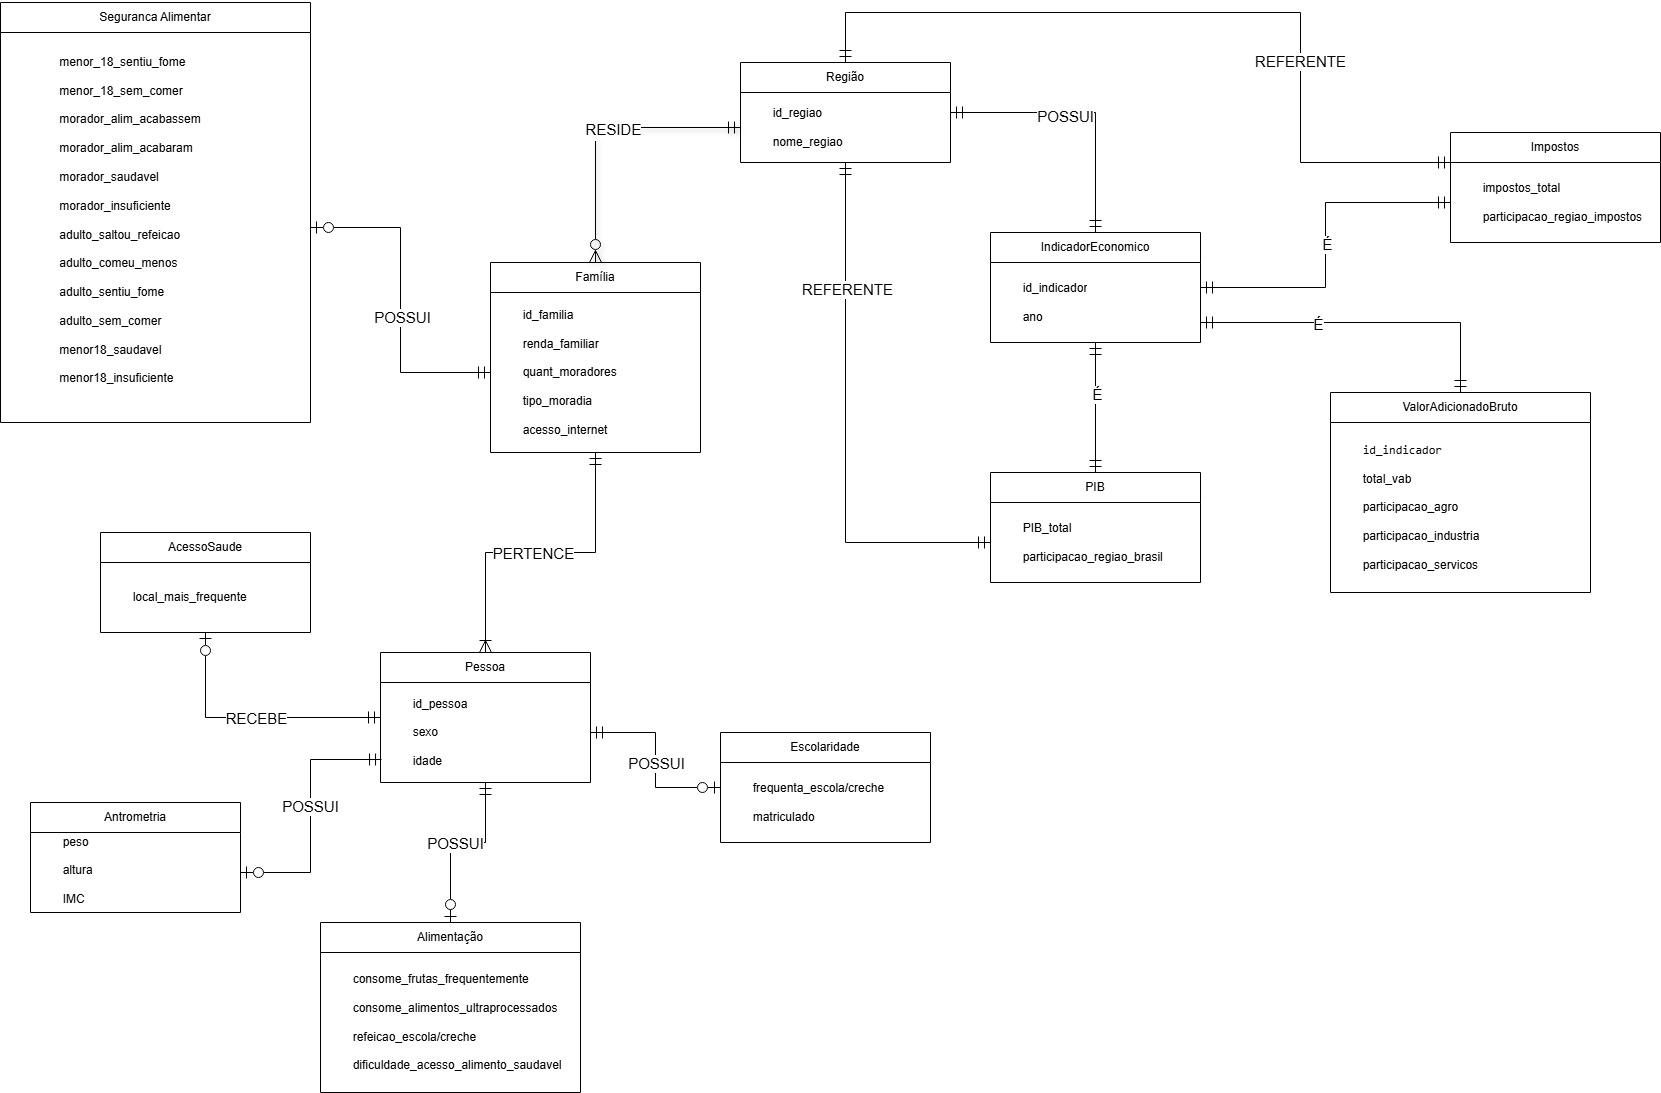 Seguranca Alimentar
menor_18_sentiu_fome
menor_18_sem_comer
morador_alim_acabassem
morador_alim_acabaram
morador_saudavel
morador_insuficiente
adulto_saltou_refeicao
adulto_comeu_menos
adulto_sentiu_fome
adulto_sem_comer
menor18_saudavel
menor18_insuficiente
POSSUI
RESIDE
Família
id_familia
renda_familiar
quant_moradores
tipo_moradia
acesso_internet
Região
id_regiao
nome_regiao
POSSUI
REFERENTE
REFERENTE
Impostos
impostos_total
participacao_regiao_impostos
É
IndicadorEconomico
id_indicador
ano
É
É
ValorAdicionadoBruto
id_indicador
total_vab
participacao_agro
participacao_industria
participacao_servicos
PIB
PIB_total
participacao_regiao_brasil
PERTENCE
AcessoSaude
local_mais_frequente
RECEBE
Pessoa
id_pessoa
sexo
idade
POSSUI
Antrometria
peso
altura
IMC
POSSUI
Escolaridade
frequenta_escola/creche
matriculado
POSSUI
Alimentação
consome_frutas_frequentemente
consome_alimentos_ultraprocessados
refeicao_escola/creche
dificuldade_acesso_alimento_saudavel